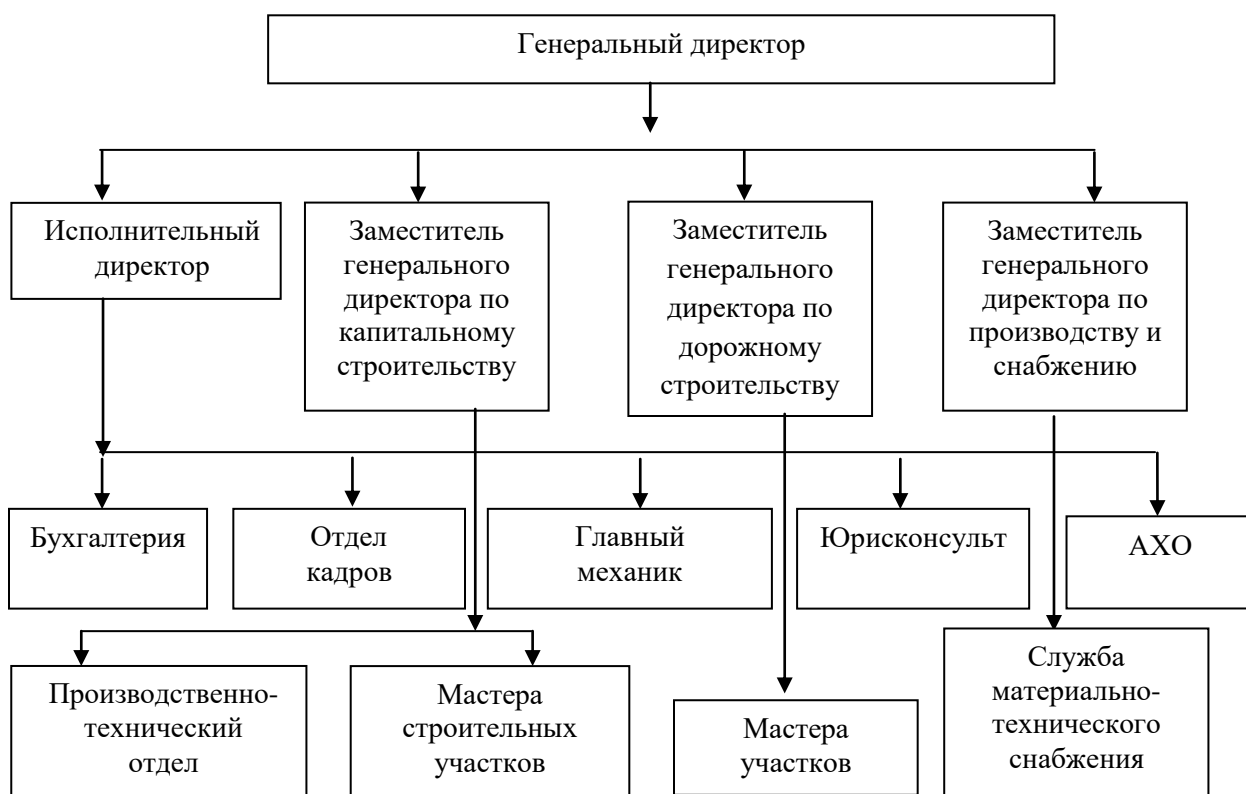 Генеральный директор
Исполнительный
директор
Заместитель
генерального
директора по
капитальному
строительству
Заместитель
генерального
директора по
дорожному
строительству
Заместитель
генерального
директора по
производству и
снабжению
Бухгалтерия
Отдел
кадров
Главный
механик
Юрисконсульт
АХО
Производственно-
технический
отдел
Мастера
строительных
участков
Мастера
участков
Служба
материально-
технического
снабжения